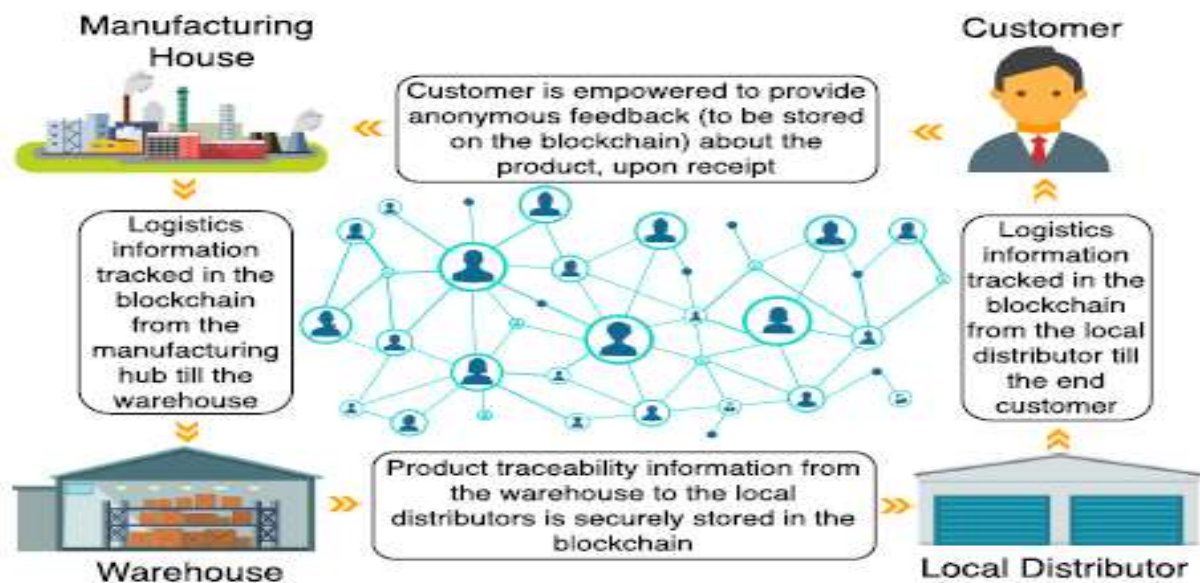 Manufacturing
House
Customer
Customer is empowered to provide
anonymous feedback (to be stored
on the blockchain) about the
product, upon receipt
Logistics
information
tracked in the
blockchain
from the
manufacturing
hub till the
warehouse
Logistics
information
tracked in the
blockchain
from the local
distributor till
the end
customer
Product traceability information from
the warehouse to the local
distributors is securely stored in the
blockchain
Warehouse
Local Distributor